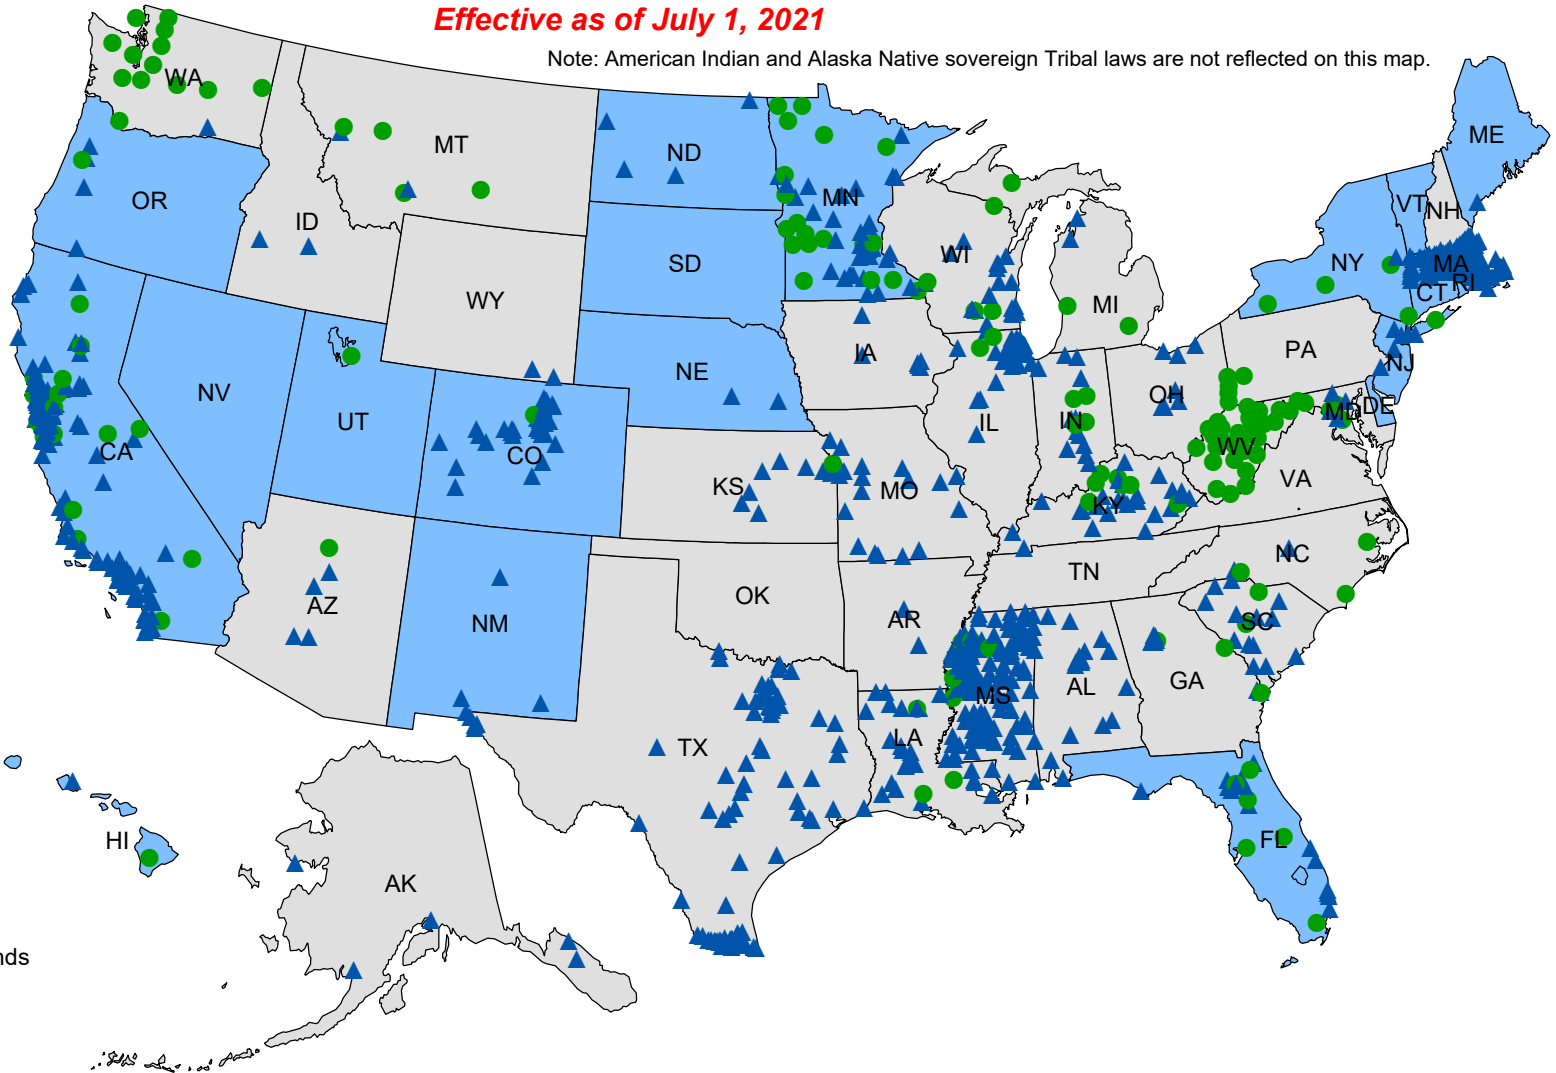 Effective as of July 1, 2021
Note: American Indian and Alaska Native sovereign Tribal laws are not reflected on this map.
WA
MT
ND
MN
ME
OR
ID
SD
WI
MI
NY
VT
NH
MA
CT
RI
WY
IA
PA
NJ
NV
UT
CO
NE
IL
IN
OH
MD
DE
CA
KS
MO
KY
WV
VA
AZ
NM
OK
AR
TN
NC
SC
TX
LA
MS
AL
GA
HI
AK
FL
nds